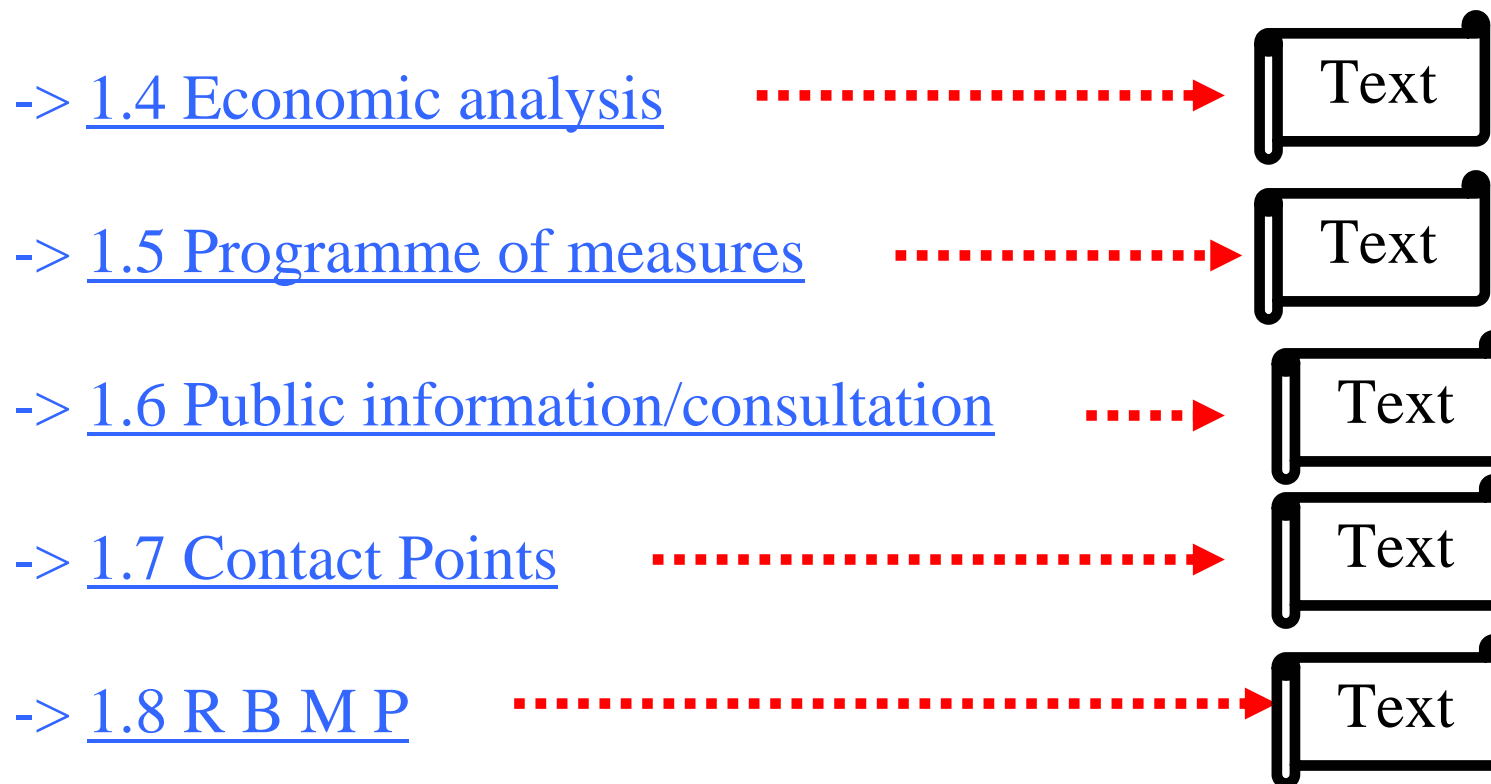 -> 1.4 Economic analysis Text
-> 1.5 Programme of measures Text
-> 1.6 Public information/consultation Text
-> 1.7 Contact Points Text
-> 1.8 R B M P Text